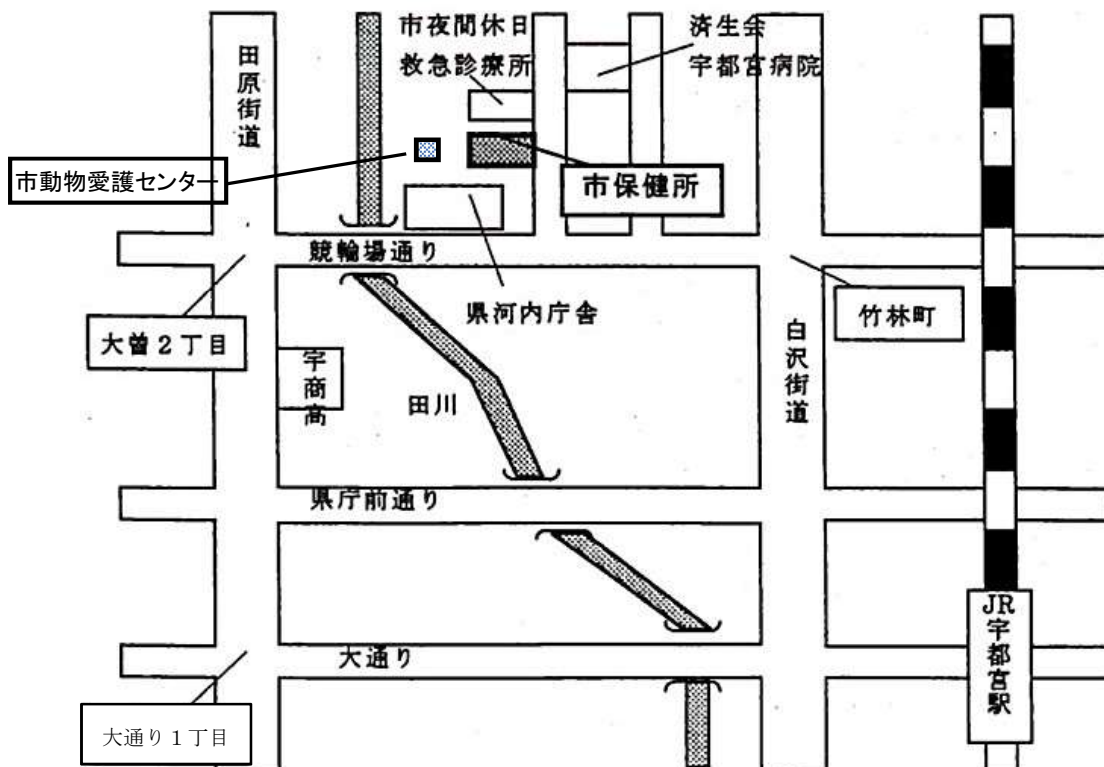 市夜間休日
救急診療所
済生会
宇都宮病院
田原街道
市動物愛護センター
市保健所
競輪場通り
県河内庁舎
竹林町
大曽２丁目
宇商高
田川
白沢街道
県庁前通り
大通り
JR宇都宮駅
大通り１丁目